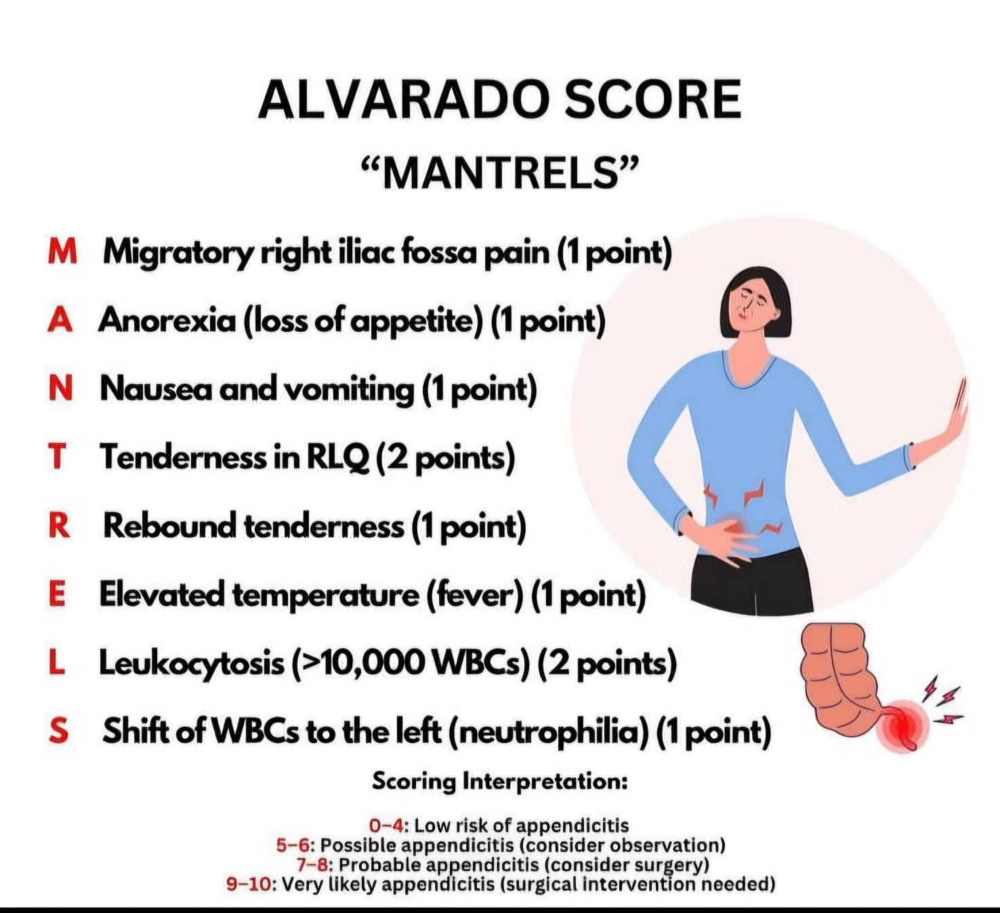 ALVARADO SCORE
“MANTRELS”
M Migratory right iliac fossa pain (1 point)
A Anorexia (loss of appetite) (1 point)
N Nausea and vomiting (1 point)
T Tenderness in RLQ (2 points)
R Rebound tenderness (1 point)
E Elevated temperature (fever) (1 point)
L Leukocytosis (>10,000 WBCs) (2 points)
S Shift of WBCs to the left (neutrophilia) (1 point)
Scoring Interpretation:
0–4: Low risk of appendicitis
5–6: Possible appendicitis (consider observation)
7–8: Probable appendicitis (consider surgery)
9–10: Very likely appendicitis (surgical intervention needed)